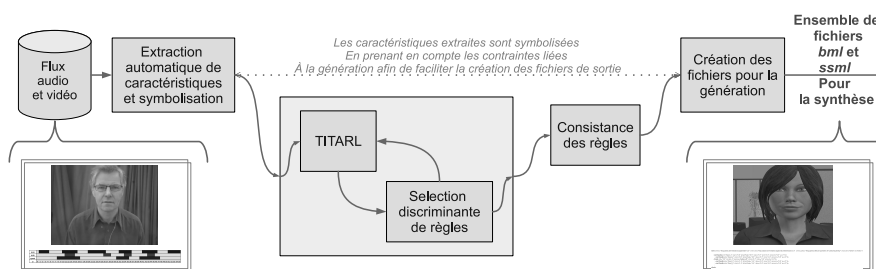 Flux
audio
et vidéo
Extraction
automatique de
caractéristiques
et symbolisation
Les caractéristiques extraites sont symbolisées
En prenant en compte les contraintes liées
À la génération afin de faciliter la création des fichiers de sortie
TITARL
Selection
discriminante
de règles
Consistance
des règles
Création des
fichiers pour la
génération
Ensemble de
fichiers
bml et
ssml
Pour
la synthèse